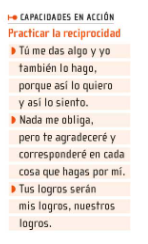 CAPACIDADES EN ACCIÓN
Practicar la reciprocidad
Tú me das algo y yo
también lo hago,
porque así lo quiero
y así lo siento.
Nada me obliga,
pero te agradeceré y
corresponderé en cada
cosa que hagas por mí.
Tus logros serán
mis logros, nuestros
logros.